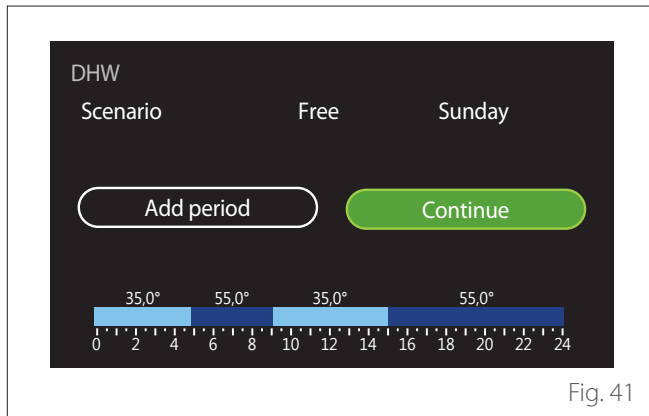 DHW
Scenario Free Sunday
Add period Continue
35,0° 55,0° 35,0° 55,0°
0 2 4 6 8 10 12 14 16 18 20 22 24
Fig. 41